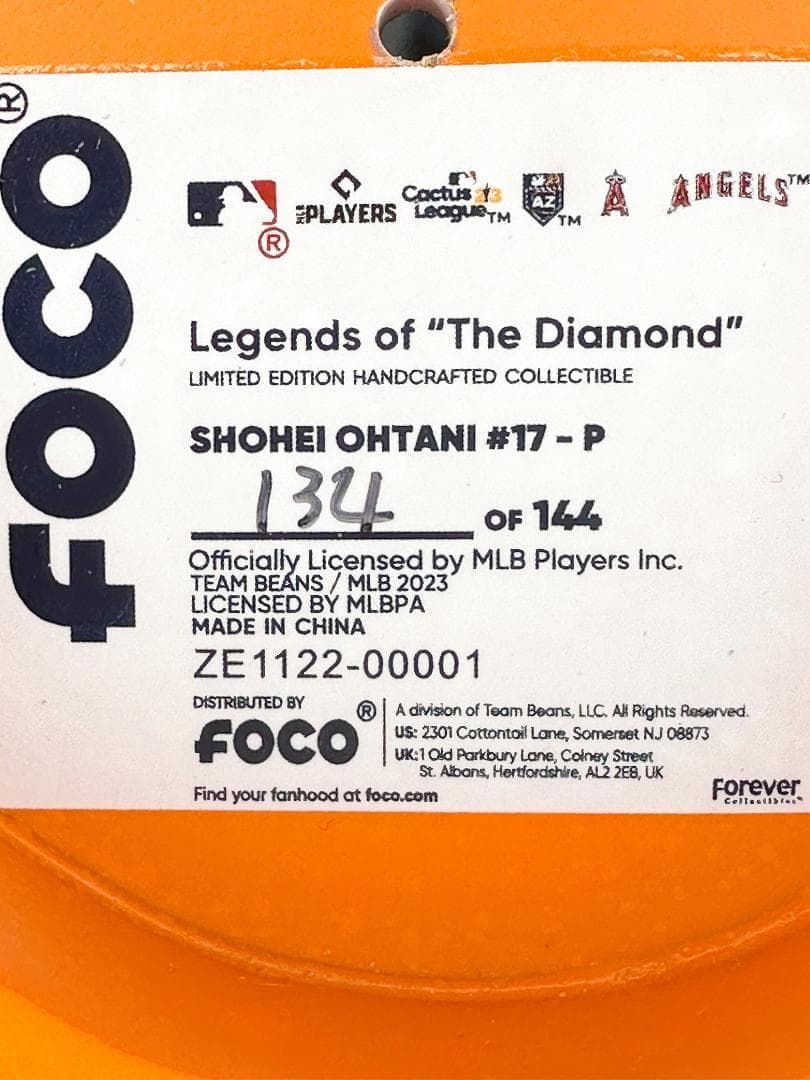 FOCO®
MLB PLAYERS Cactus 23 League™ AZ™ A ANGELS™
®
Legends of “The Diamond”
LIMITED EDITION HANDCRAFTED COLLECTIBLE
SHOHEI OHTANI #17 - P
134 OF 144
Officially Licensed by MLB Players Inc.
TEAM BEANS / MLB 2023
LICENSED BY MLBPA
MADE IN CHINA
ZE1122-00001
DISTRIBUTED BY
FOCO®
A division of Team Beans, LLC. All Rights Reserved.
US: 2301 Cottontail Lane, Somerset NJ 08873
UK:1 Old Parkbury Lane, Colney Street
St. Albans, Hertfordshire, AL2 2EB, UK
Find your fanhood at foco.com
Forever
Collectibles™